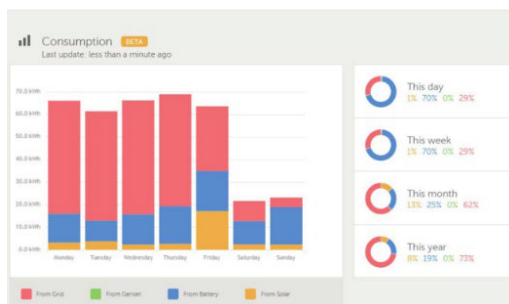 Consumption BETA
Last update: less than a minute ago
70.0 kWh
60.0 kWh
50.0 kWh
40.0 kWh
30.0 kWh
20.0 kWh
10.0 kWh
0.0 kWh
Monday Tuesday Wednesday Thursday Friday Saturday Sunday
From Grid From Genset From Battery From Solar
This day
1% 70% 0% 29%
This week
1% 70% 0% 29%
This month
13% 25% 0% 62%
This year
8% 19% 0% 73%